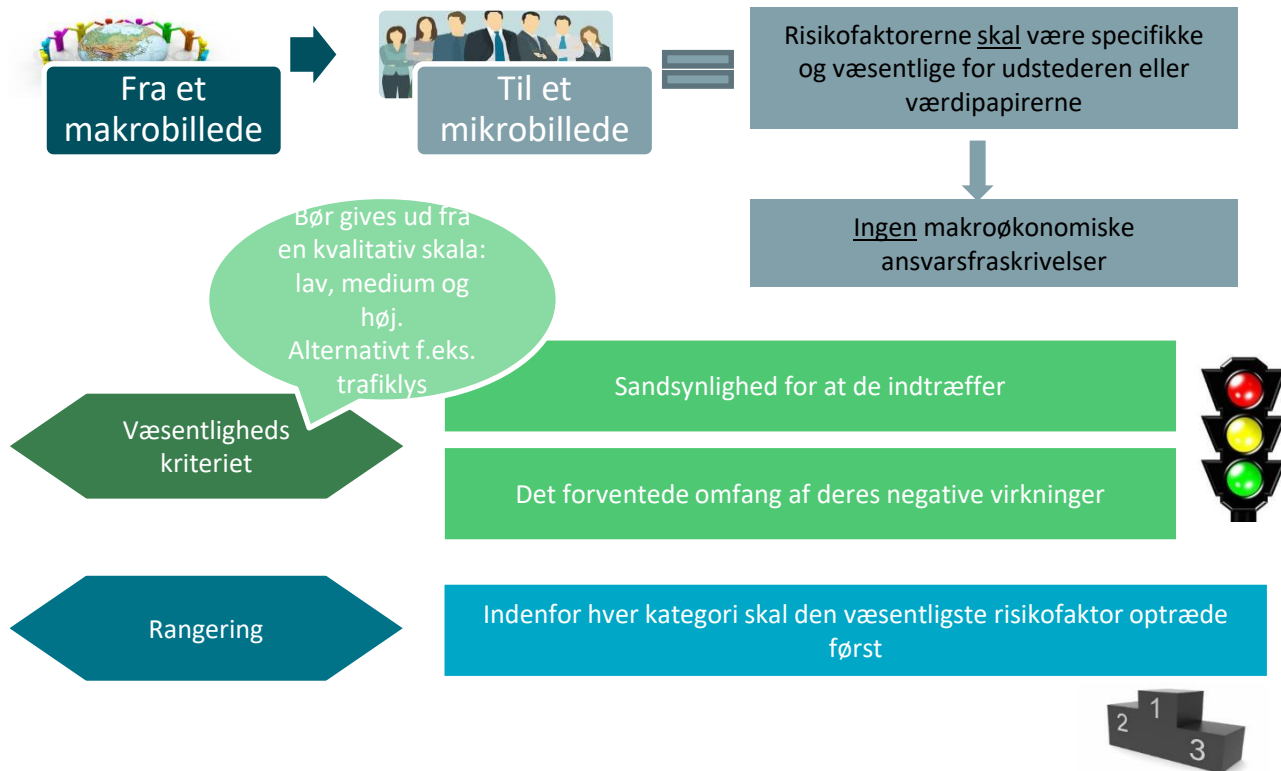 Fra et
makrobillede
Til et
mikrobillede
Risikofaktorerne skal være specifikke
og væsentlige for udstederen eller
værdipapirerne
Ingen makroøkonomiske
ansvarsfraskrivelser
Bør gives ud fra
en kvalitativ skala:
lav, medium og
høj.
Alternativt f.eks.
trafiklys
Væsentligheds
kriteriet
Sandsynlighed for at de indtræffer
Det forventede omfang af deres negative virkninger
Rangering
Indenfor hver kategori skal den væsentligste risikofaktor optræde
først
2 1 3